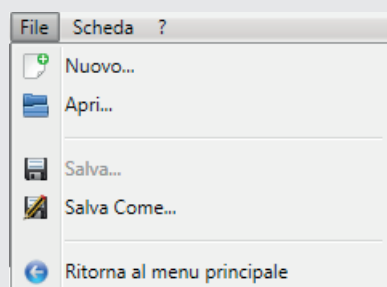 File Scheda ?
Nuovo...
Apri...
Salva...
Salva Come...
Ritorna al menu principale